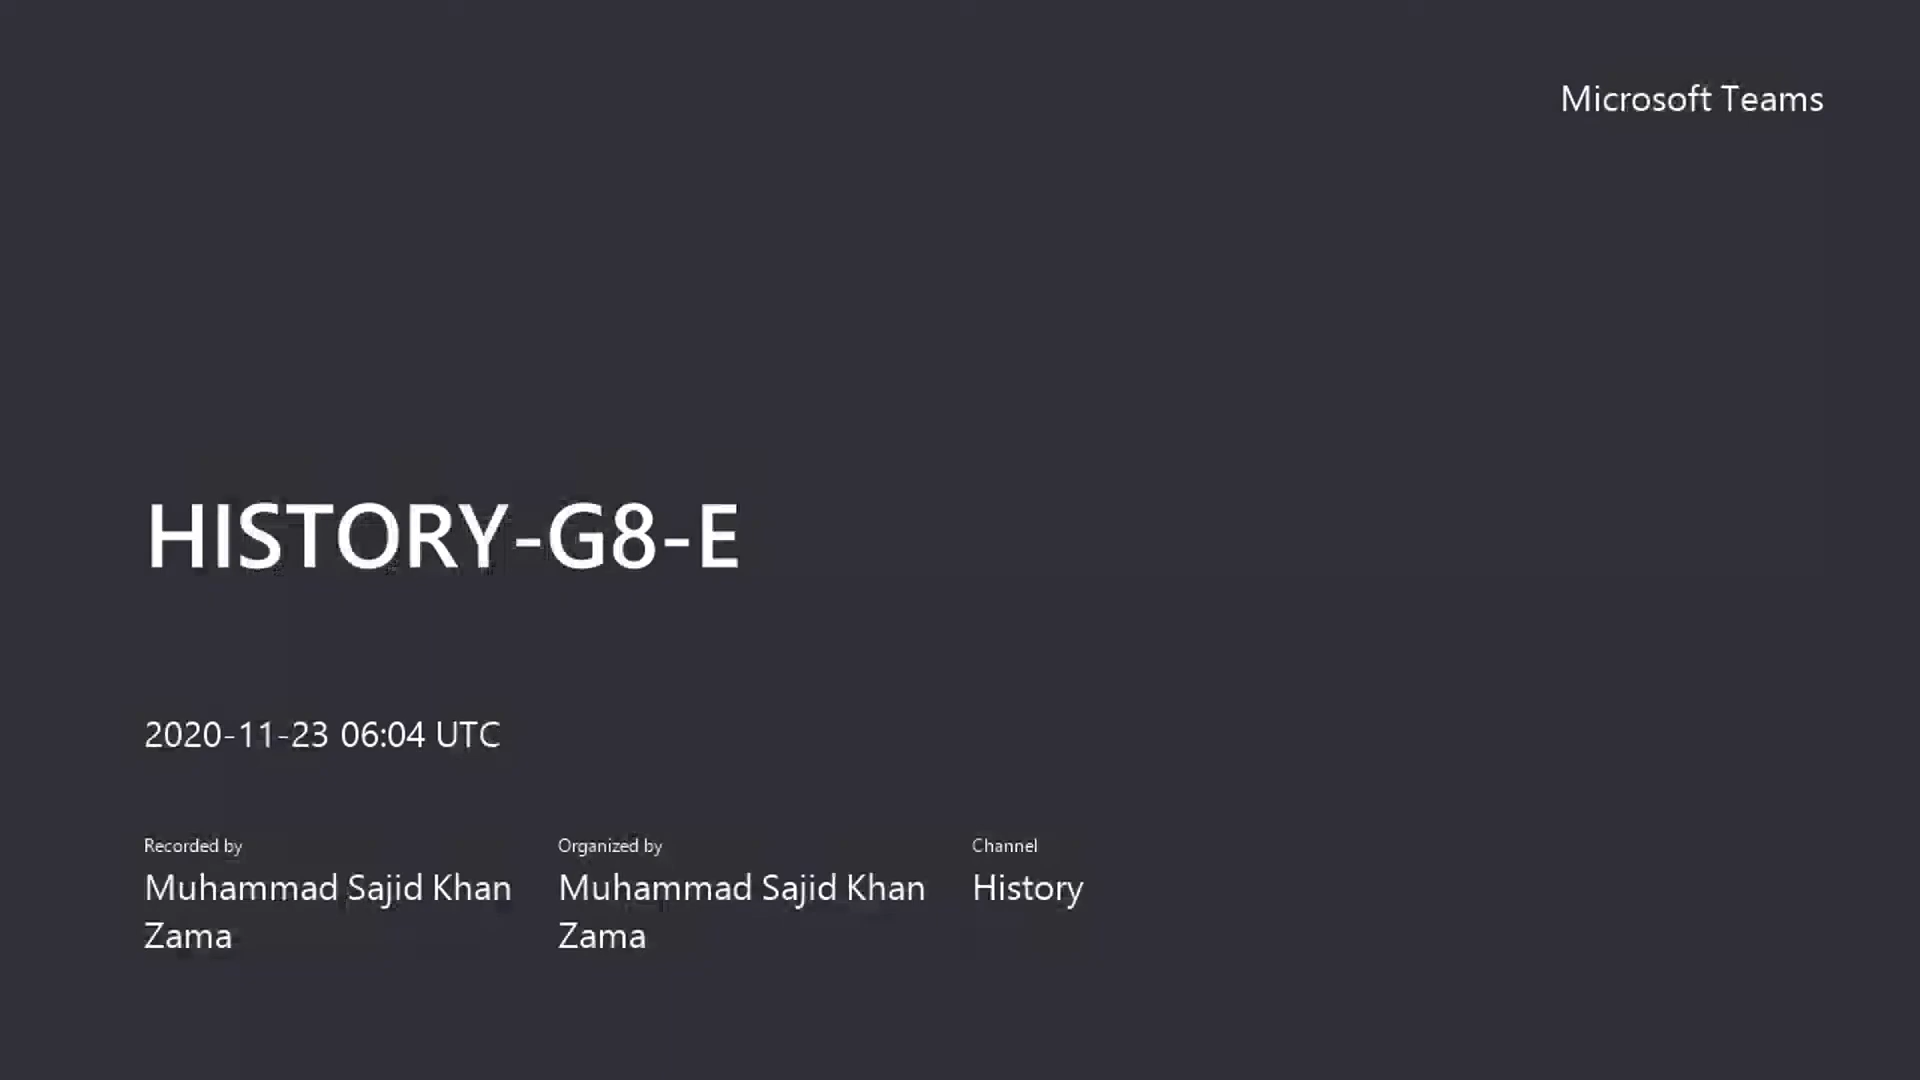 Microsoft Teams
HISTORY-G8-E
2020-11-23 06:04 UTC
Recorded by
Muhammad Sajid Khan
Zama
Organized by
Muhammad Sajid Khan
Zama
Channel
History